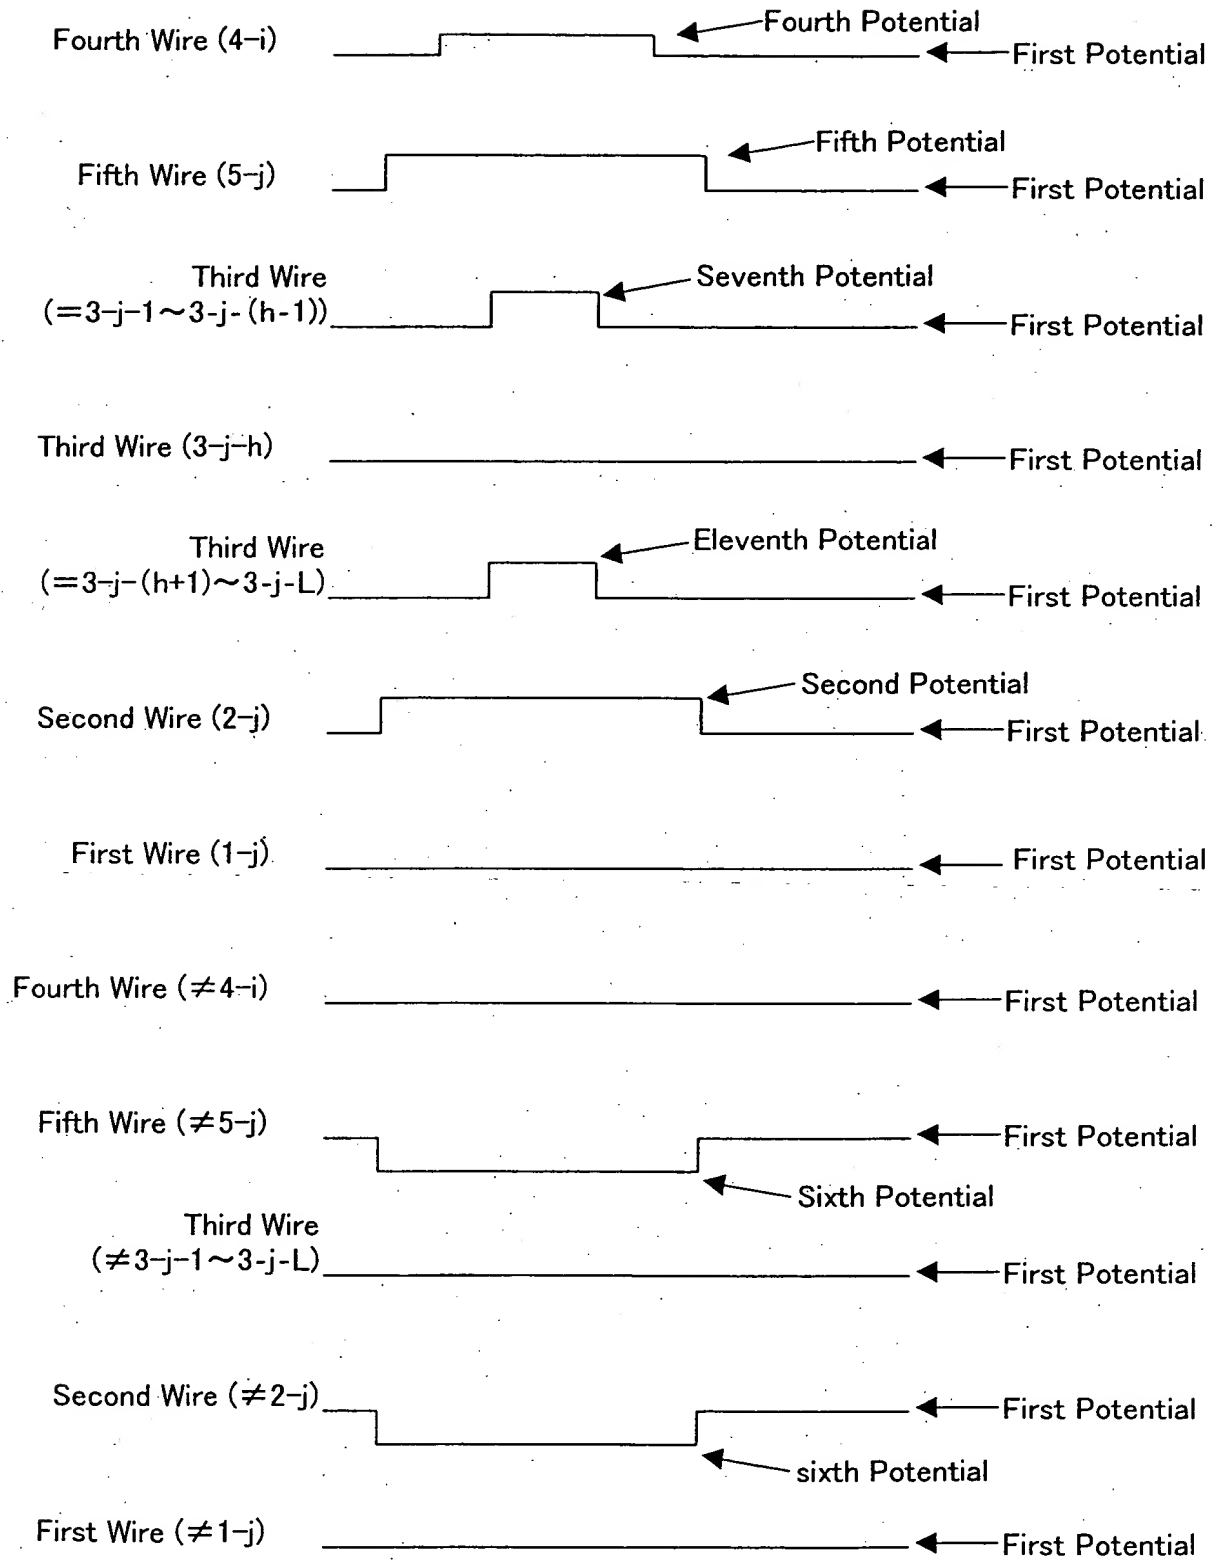 Fourth Wire (4-i)
Fourth Potential
First Potential
Fifth Wire (5-j)
Fifth Potential
First Potential
Third Wire
(=3-j-1~3-j-(h-1))
Seventh Potential
First Potential
Third Wire (3-j-h)
First Potential
Third Wire
(=3-j-(h+1)~3-j-L)
Eleventh Potential
First Potential
Second Wire (2-j)
Second Potential
First Potential
First Wire (1-j)
First Potential
Fourth Wire (≠4-i)
First Potential
Fifth Wire (≠5-j)
First Potential
Sixth Potential
Third Wire
(≠3-j-1~3-j-L)
First Potential
Second Wire (≠2-j)
First Potential
sixth Potential
First Wire (≠1-j)
First Potential